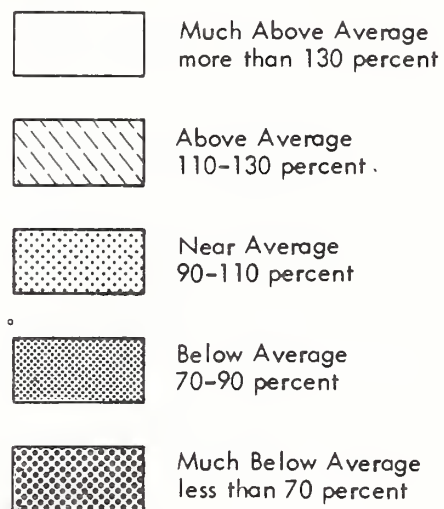 Much Above Average
more than 130 percent
Above Average
110-130 percent
Near Average
90-110 percent
Below Average
70-90 percent
Much Below Average
less than 70 percent